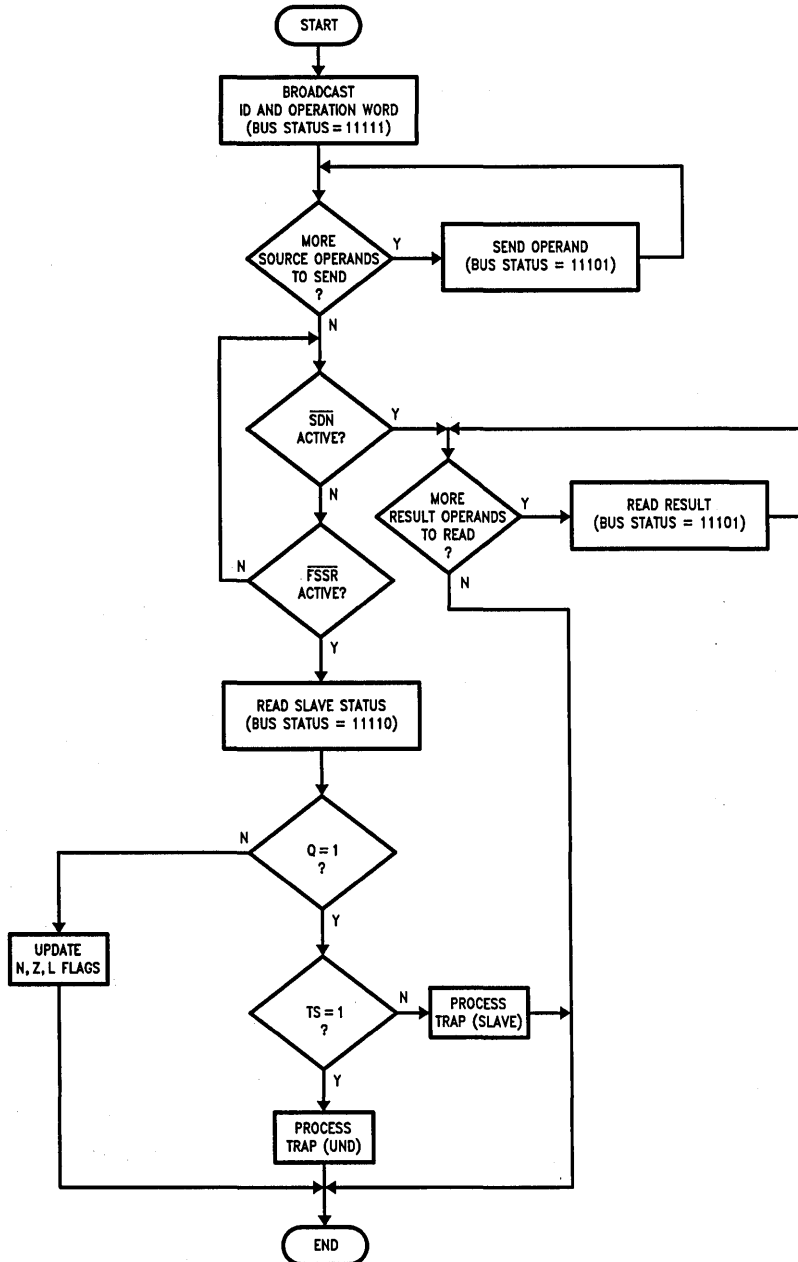 START
BROADCAST
ID AND OPERATION WORD
(BUS STATUS = 11111)
MORE
SOURCE OPERANDS
TO SEND
?
Y
SEND OPERAND
(BUS STATUS = 11101)
N
SDN
ACTIVE?
Y
N
MORE
RESULT OPERANDS
TO READ
?
Y
READ RESULT
(BUS STATUS = 11101)
N
FSSR
ACTIVE?
N
Y
READ SLAVE STATUS
(BUS STATUS = 11110)
N
Q = 1
?
Y
UPDATE
N, Z, L FLAGS
TS = 1
?
N
PROCESS
TRAP (SLAVE)
Y
PROCESS
TRAP (UND)
END